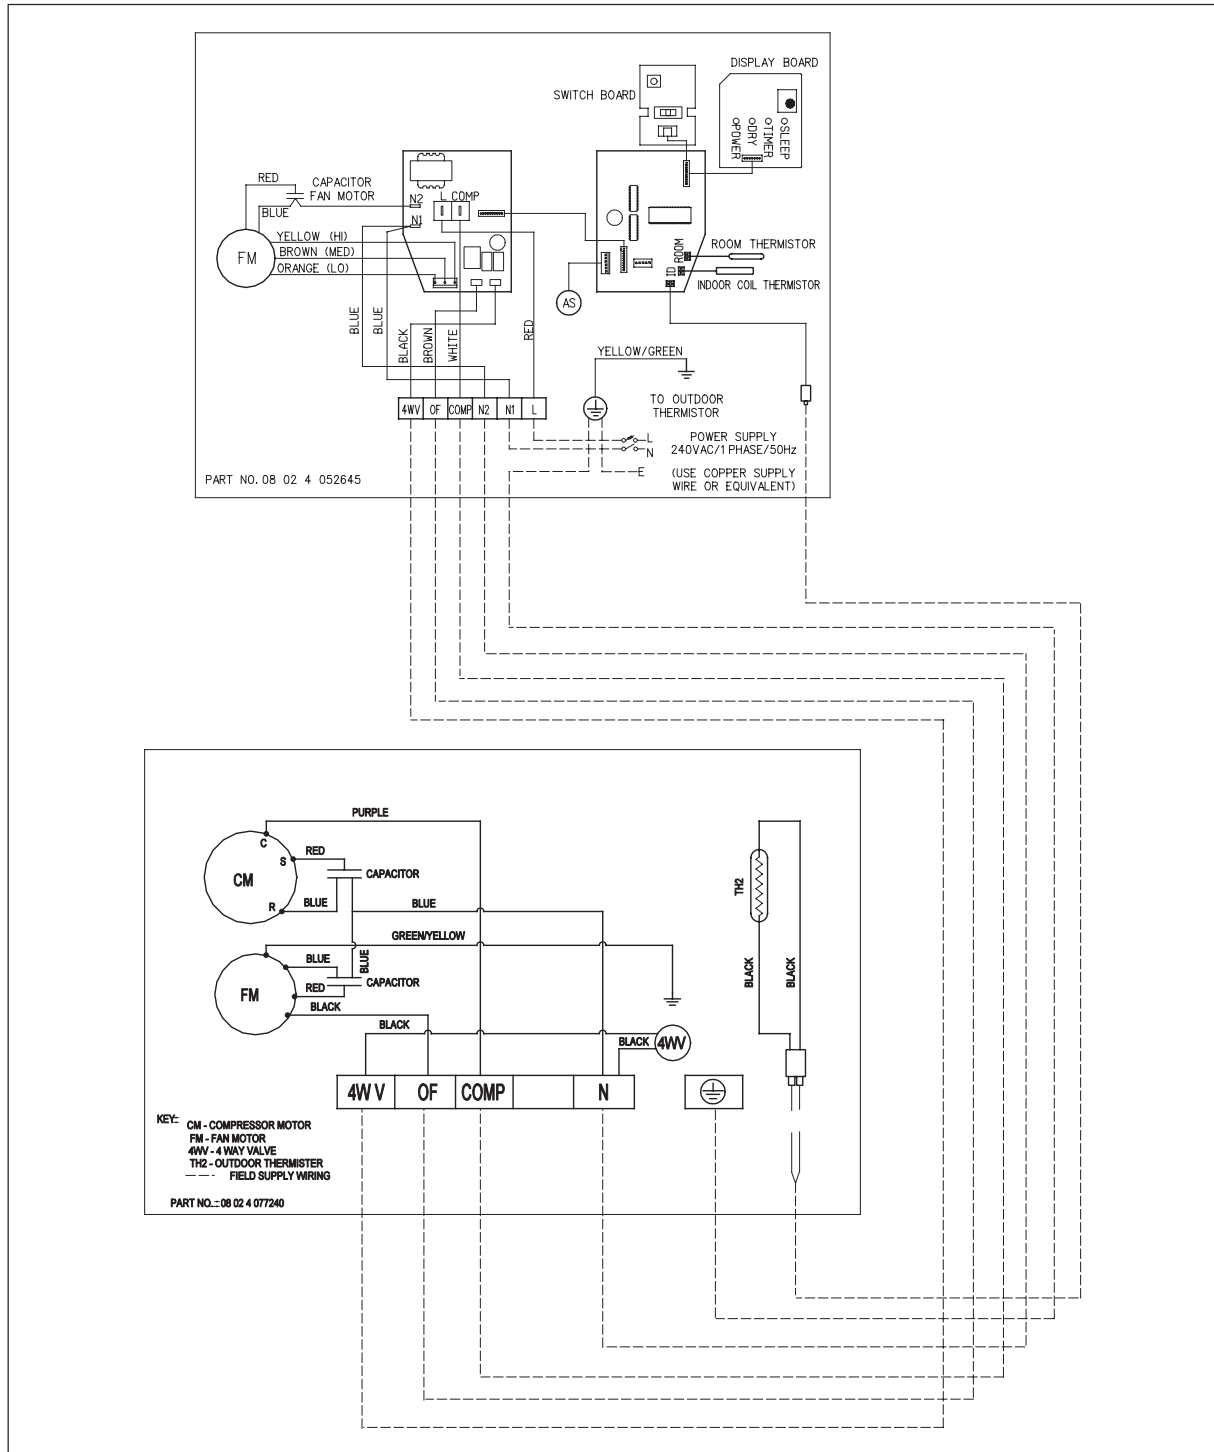 DISPLAY BOARD
SWITCH BOARD
POWER
DRY
TIMER
SLEEP
RED
CAPACITOR
FAN MOTOR
BLUE
N2
L COMP
N1
FM
YELLOW (HI)
BROWN (MED)
ORANGE (LO)
ROOM
ROOM THERMISTOR
ID
INDOOR COIL THERMISTOR
AS
BLUE
BLUE
BLACK
BROWN
WHITE
RED
YELLOW/GREEN
4WV
OF
COMP
N2
N1
L
TO OUTDOOR
THERMISTOR
L
N
E
POWER SUPPLY
240VAC/1 PHASE/50Hz
(USE COPPER SUPPLY
WIRE OR EQUIVALENT)
PART NO. 08 02 4 052645
PURPLE
C
S
R
CM
RED
CAPACITOR
BLUE
BLUE
GREEN/YELLOW
BLUE
BLUE
CAPACITOR
FM
RED
BLACK
BLACK
BLACK
4WV
TH2
BLACK
BLACK
4W V
OF
COMP
N
KEY:-
CM - COMPRESSOR MOTOR
FM - FAN MOTOR
4WV - 4 WAY VALVE
TH2 - OUTDOOR THERMISTER
FIELD SUPPLY WIRING
PART NO.:- 08 02 4 077240